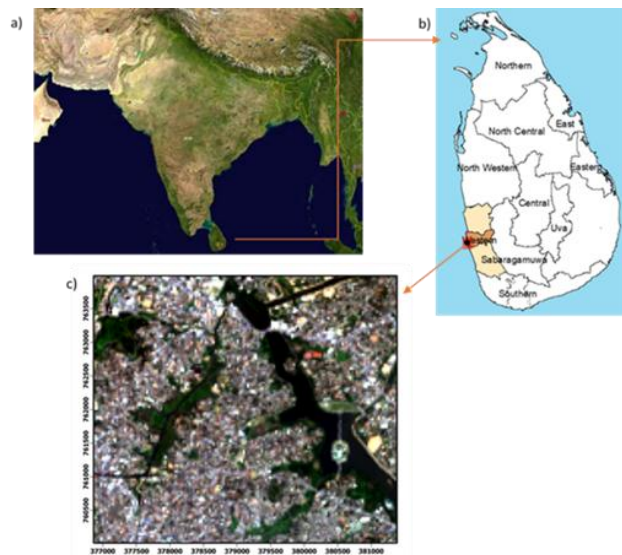 a)
b)
Northern
North Central
East
North Western
Eastern
Central
Western
Uva
Sabaragamuwa
Southern
c)
763500
763000
762500
762000
761500
761000
760500
377000 377500 378000 378500 379000 379500 380000 380500 381000